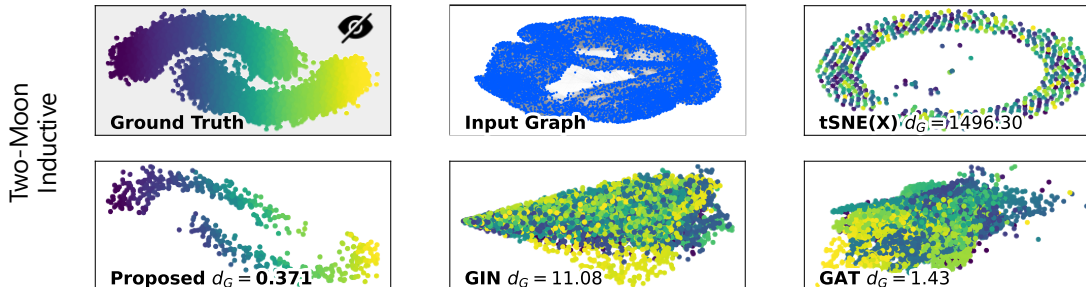 Two-Moon
Inductive
Ground Truth
Input Graph
tSNE(X) d_G = 1496.30
Proposed d_G = 0.371
GIN d_G = 11.08
GAT d_G = 1.43